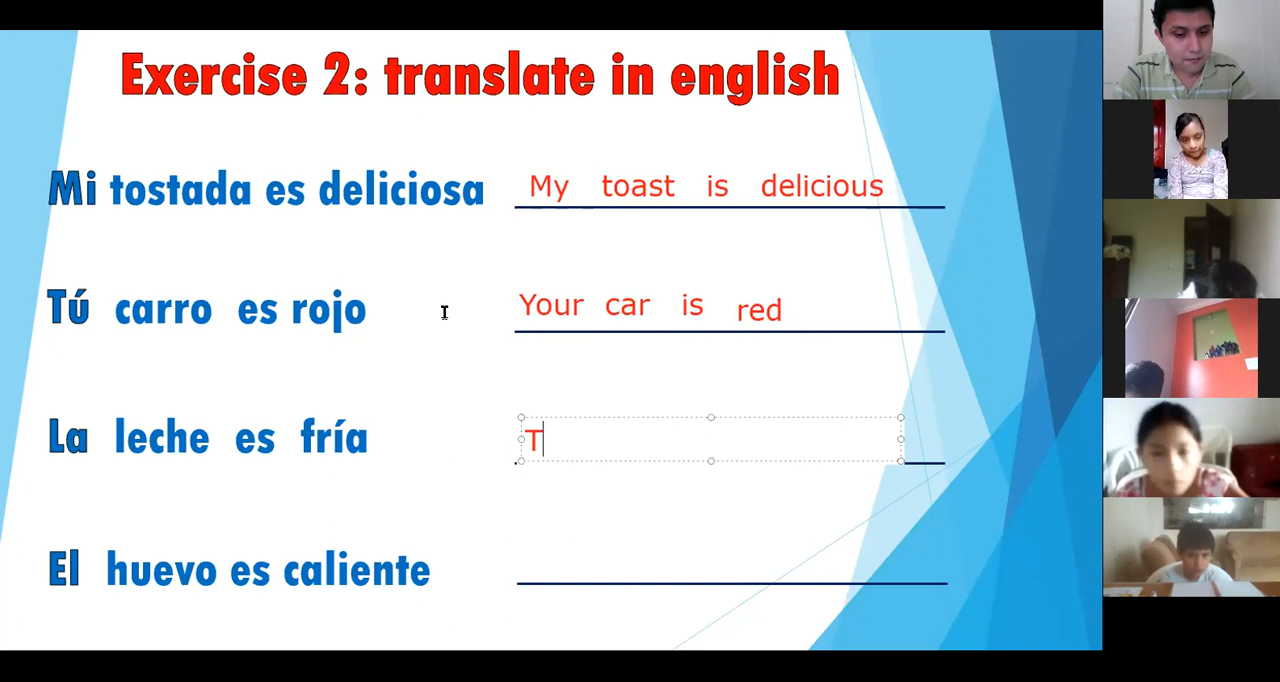 Exercise 2: translate in english
Mi tostada es deliciosa My toast is delicious
Tú carro es rojo Your car is red
La leche es fría T
El huevo es caliente